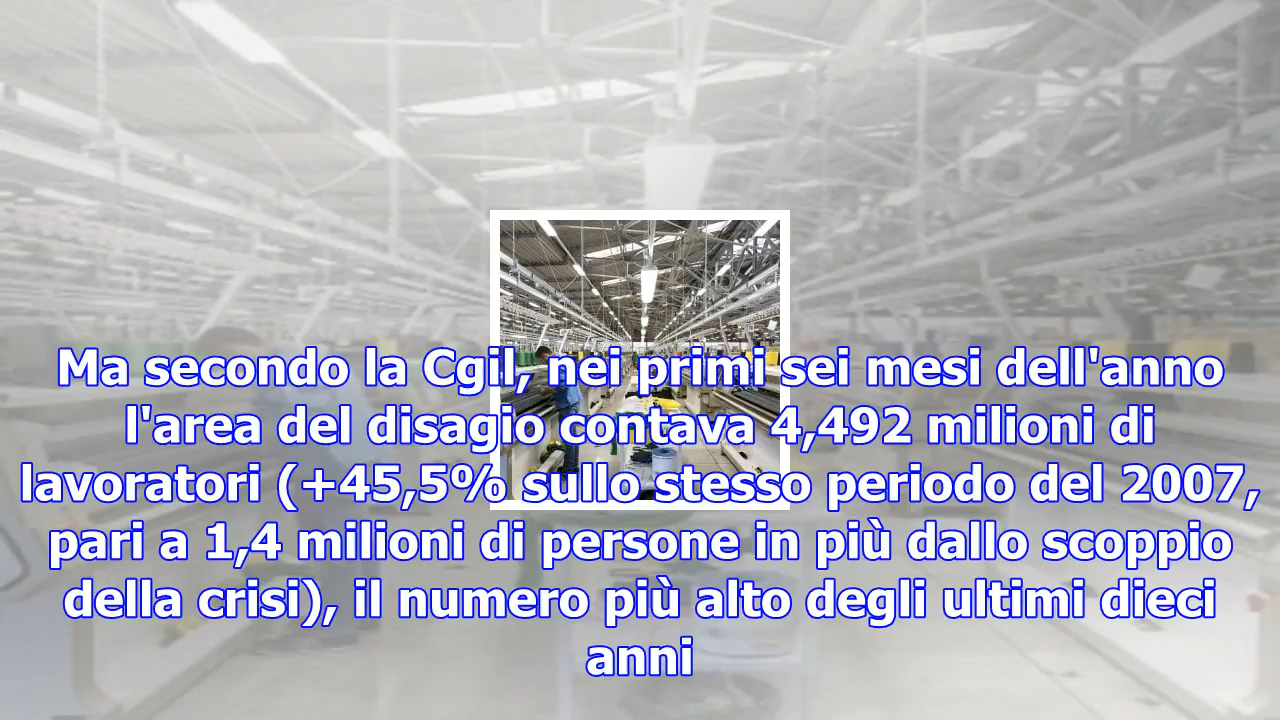 Ma secondo la Cgil, nei primi sei mesi dell'anno
l'area del disagio contava 4,492 milioni di
lavoratori (+45,5% sullo stesso periodo del 2007,
pari a 1,4 milioni di persone in più dallo scoppio
della crisi), il numero più alto degli ultimi dieci
anni